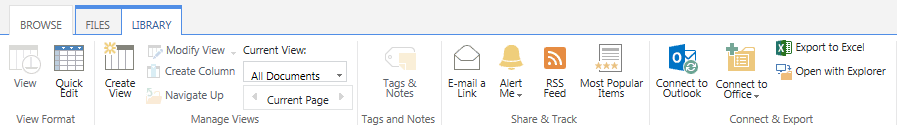 BROWSE FILES LIBRARY
View
Quick
Edit
View Format
Create
View
Modify View
Create Column
Navigate Up
Current View:
All Documents
Current Page
Manage Views
Tags &
Notes
Tags and Notes
E-mail a
Link
Alert
Me
RSS
Feed
Most Popular
Items
Share & Track
Connect to
Outlook
Connect to
Office
Export to Excel
Open with Explorer
Connect & Export